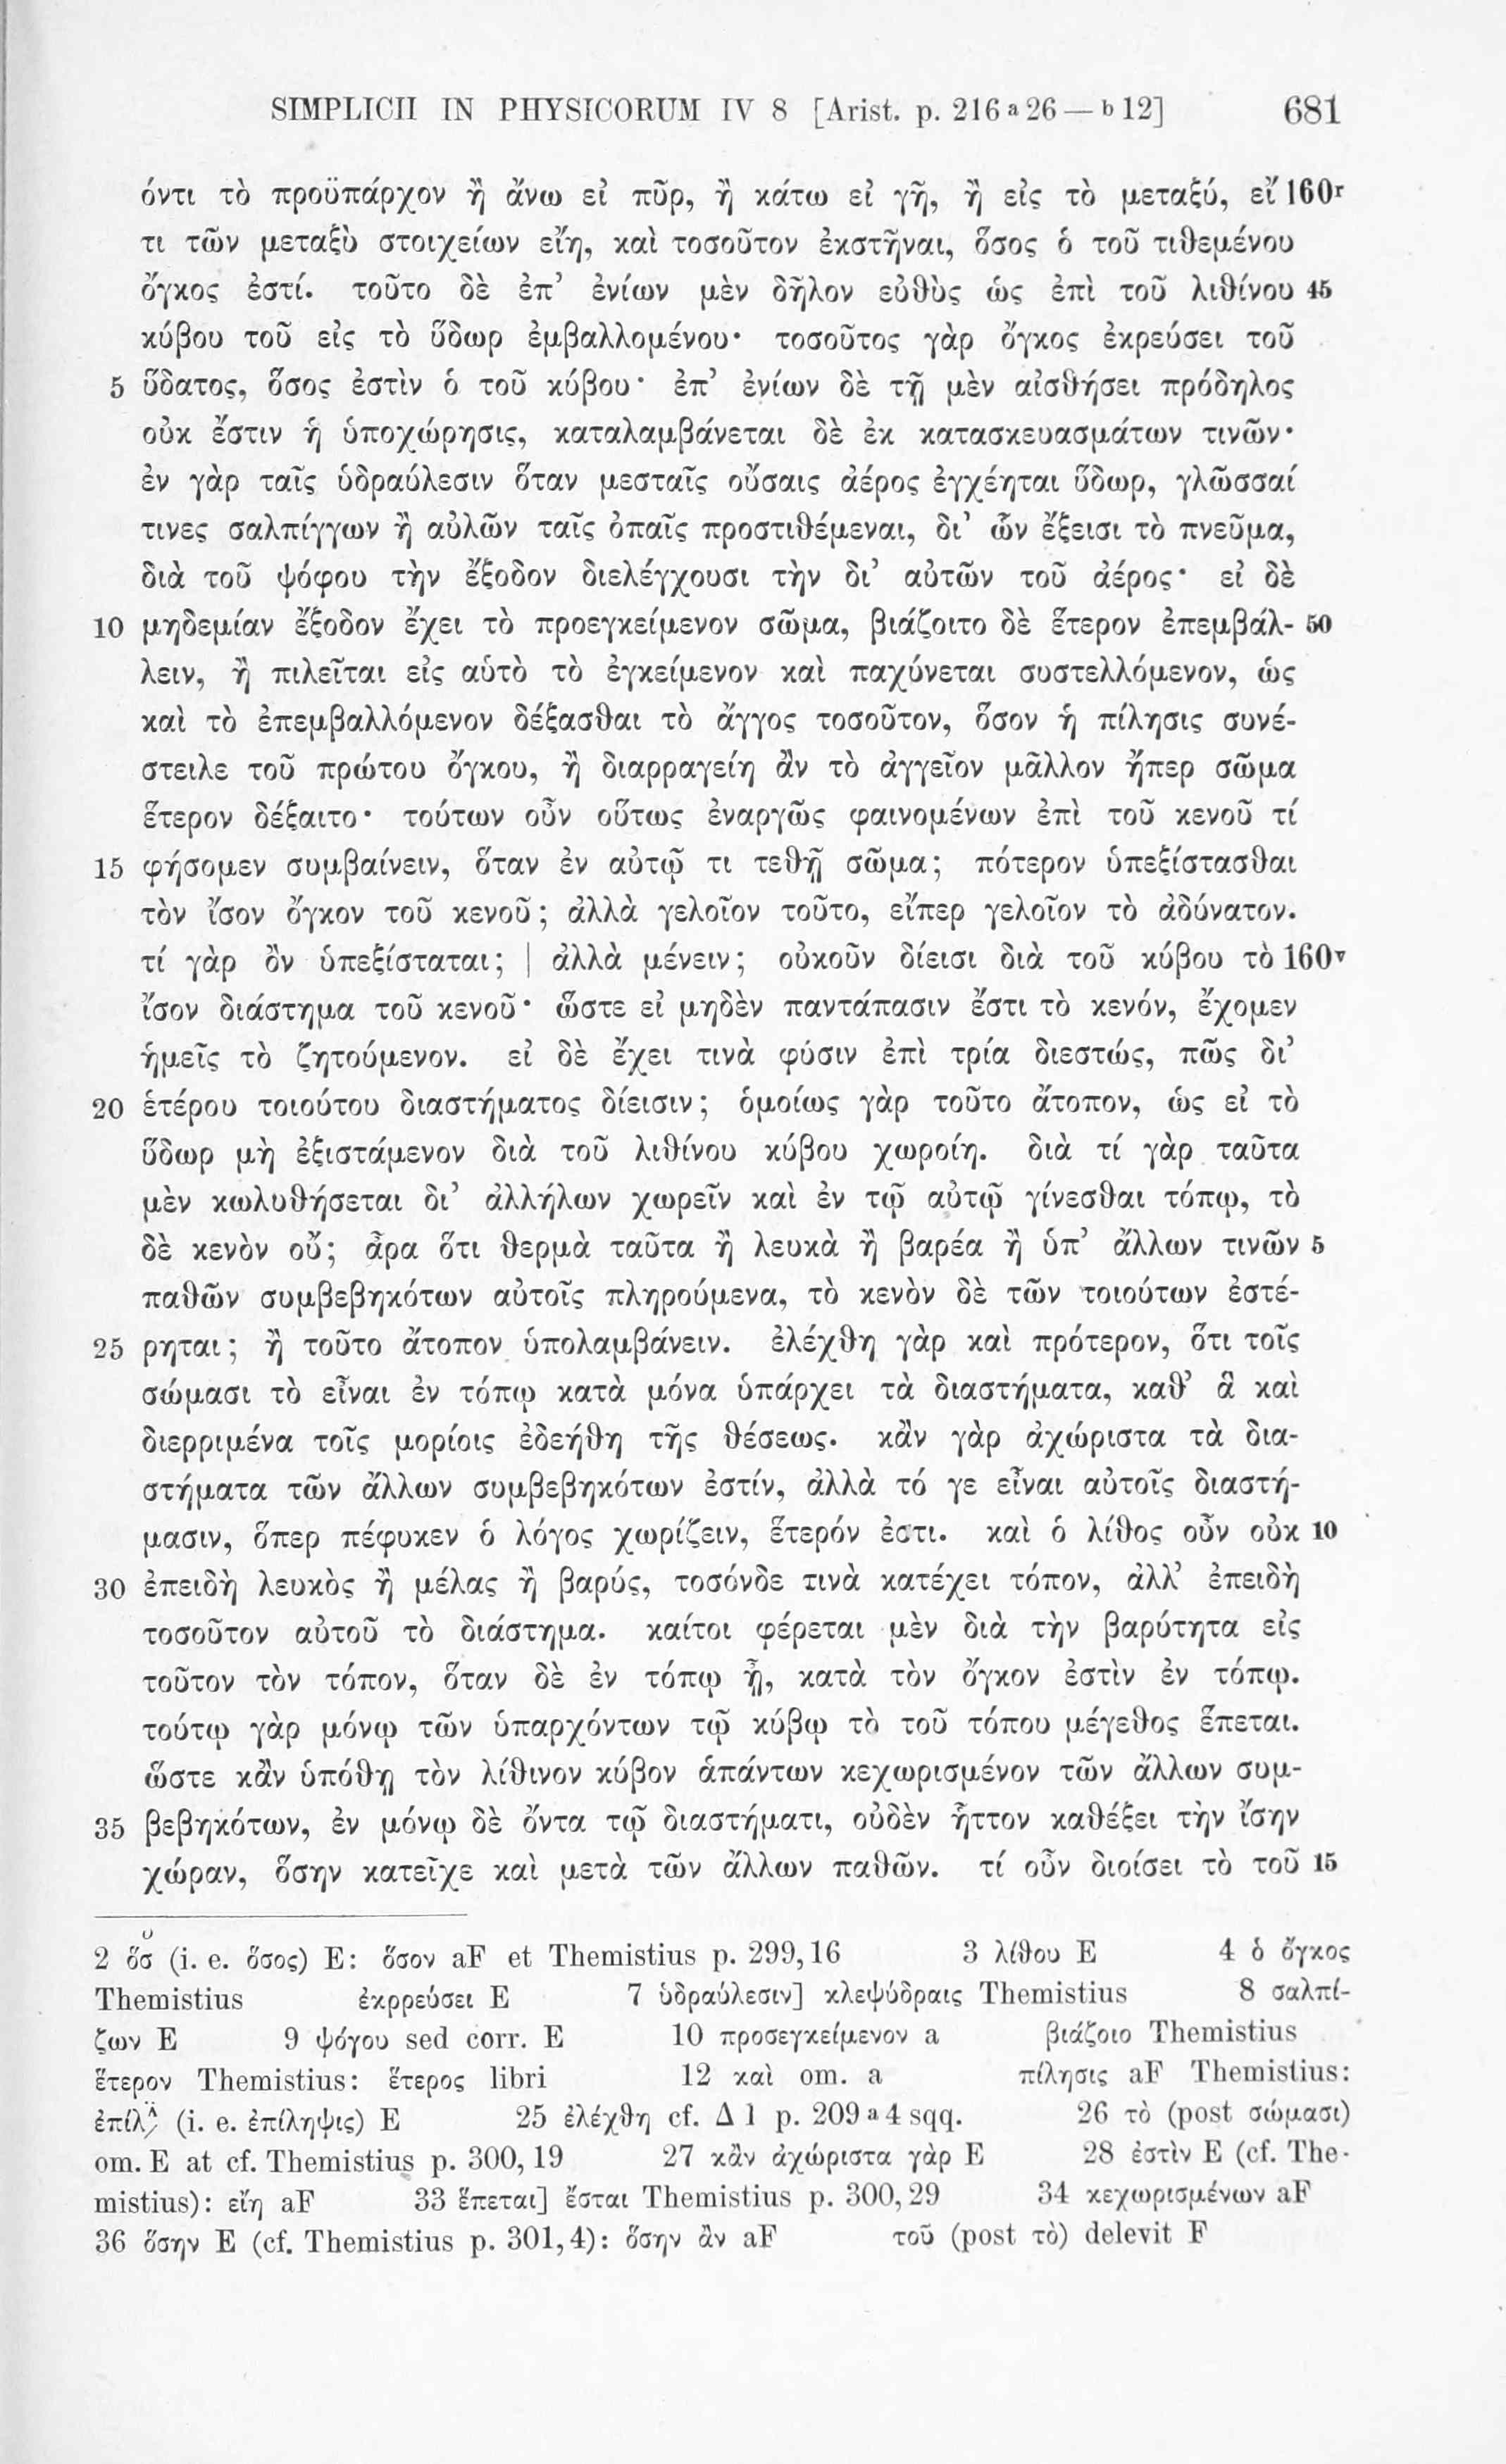 SIMPLICII IN PHYSICORUM IV 8 [Arist. p. 216 a 26 — b 12] 681
όντι τὸ προϋπάρχον ἢ ἄνω εἰ πῦρ, ἢ κάτω εἰ γῆ, ἢ εἰς τὸ μεταξύ, εἴ 160r
τι τῶν μεταξὺ στοιχείων εἴη, καὶ τοσοῦτον ἐκστῆναι, ὅσος ὁ τοῦ τιθεμένου
ὄγκος ἐστί. τοῦτο δὲ ἐπ’ ἐνίων μὲν δῆλον εὐθὺς ὡς ἐπὶ τοῦ λιθίνου 45
κύβου τοῦ εἰς τὸ ὕδωρ ἐμβαλλομένου· τοσοῦτος γὰρ ὄγκος ἐκρεύσει τοῦ
5 ὕδατος, ὅσος ἐστὶν ὁ τοῦ κύβου· ἐπ’ ἐνίων δὲ τῇ μὲν αἰσθήσει πρόδηλος
οὐκ ἔστιν ἡ ὑποχώρησις, καταλαμβάνεται δὲ ἐκ κατασκευασμάτων τινῶν·
ἐν γὰρ ταῖς ὑδραύλεσιν ὅταν μεσταῖς οὔσαις ἀέρος ἐγχέηται ὕδωρ, γλῶσσαί
τινες σαλπίγγων ἢ αὐλῶν ταῖς ὀπαῖς προστιθέμεναι, δι’ ὧν ἔξεισι τὸ πνεῦμα,
διὰ τοῦ ψόφου τὴν ἔξοδον διελέγχουσι τὴν δι’ αὐτῶν τοῦ ἀέρος· εἰ δὲ
10 μηδεμίαν ἔξοδον ἔχει τὸ προεγκείμενον σῶμα, βιάζοιτο δὲ ἕτερον ἐπεμβάλ- 50
λειν, ἢ πιλεῖται εἰς αὑτὸ τὸ ἐγκείμενον καὶ παχύνεται συστελλόμενον, ὡς
καὶ τὸ ἐπεμβαλλόμενον δέξασθαι τὸ ἄγγος τοσοῦτον, ὅσον ἡ πίλησις συνέ-
στειλε τοῦ πρώτου ὄγκου, ἢ διαρραγείη ἂν τὸ ἀγγεῖον μᾶλλον ἤπερ σῶμα
ἕτερον δέξαιτο· τούτων οὖν οὕτως ἐναργῶς φαινομένων ἐπὶ τοῦ κενοῦ τί
15 φήσομεν συμβαίνειν, ὅταν ἐν αὐτῷ τι τεθῇ σῶμα; πότερον ὑπεξίστασθαι
τὸν ἴσον ὄγκον τοῦ κενοῦ; ἀλλὰ γελοῖον τοῦτο, εἴπερ γελοῖον τὸ ἀδύνατον.
τί γὰρ ὂν ὑπεξίσταται; | ἀλλὰ μένειν; οὐκοῦν δίεισι διὰ τοῦ κύβου τὸ 160v
ἴσον διάστημα τοῦ κενοῦ· ὥστε εἰ μηδὲν παντάπασιν ἔστι τὸ κενόν, ἔχομεν
ἡμεῖς τὸ ζητούμενον. εἰ δὲ ἔχει τινὰ φύσιν ἐπὶ τρία διεστώς, πῶς δι’
20 ἑτέρου τοιούτου διαστήματος δίεισιν; ὁμοίως γὰρ τοῦτο ἄτοπον, ὡς εἰ τὸ
ὕδωρ μὴ ἐξιστάμενον διὰ τοῦ λιθίνου κύβου χωροίη. διὰ τί γὰρ ταῦτα
μὲν κωλυθήσεται δι’ ἀλλήλων χωρεῖν καὶ ἐν τῷ αὐτῷ γίνεσθαι τόπῳ, τὸ
δὲ κενὸν οὔ; ἆρα ὅτι θερμὰ ταῦτα ἢ λευκὰ ἢ βαρέα ἢ ὑπ’ ἄλλων τινῶν 5
παθῶν συμβεβηκότων αὐτοῖς πληρούμενα, τὸ κενὸν δὲ τῶν τοιούτων ἐστέ-
25 ρηται; ἢ τοῦτο ἄτοπον ὑπολαμβάνειν. ἐλέχθη γὰρ καὶ πρότερον, ὅτι τοῖς
σώμασι τὸ εἶναι ἐν τόπῳ κατὰ μόνα ὑπάρχει τὰ διαστήματα, καθ’ ἃ καὶ
διερριμένα τοῖς μορίοις ἐδεήθη τῆς θέσεως. κἂν γὰρ ἀχώριστα τὰ δια-
στήματα τῶν ἄλλων συμβεβηκότων ἐστίν, ἀλλὰ τό γε εἶναι αὐτοῖς διαστή-
μασιν, ὅπερ πέφυκεν ὁ λόγος χωρίζειν, ἕτερόν ἐστι. καὶ ὁ λίθος οὖν οὐκ 10
30 ἐπειδὴ λευκὸς ἢ μέλας ἢ βαρύς, τοσόνδε τινὰ κατέχει τόπον, ἀλλ’ ἐπειδὴ
τοσοῦτον αὐτοῦ τὸ διάστημα. καίτοι φέρεται μὲν διὰ τὴν βαρύτητα εἰς
τοῦτον τὸν τόπον, ὅταν δὲ ἐν τόπῳ ᾖ, κατὰ τὸν ὄγκον ἐστὶν ἐν τόπῳ.
τούτῳ γὰρ μόνῳ τῶν ὑπαρχόντων τῷ κύβῳ τὸ τοῦ τόπου μέγεθος ἕπεται.
ὥστε κἂν ὑπόθῃ τὸν λίθινον κύβον ἁπάντων κεχωρισμένον τῶν ἄλλων συμ-
35 βεβηκότων, ἐν μόνῳ δὲ ὄντα τῷ διαστήματι, οὐδὲν ἧττον καθέξει τὴν ἴσην
χώραν, ὅσην κατεῖχε καὶ μετὰ τῶν ἄλλων παθῶν. τί οὖν διοίσει τὸ τοῦ 15
2 ὅσυ (i. e. ὅσος) E: ὅσον aF et Themistius p. 299,16 3 λίθου E 4 ὁ ὄγκος
Themistius ἐκρρεύσει E 7 ὑδραύλεσιν] κλεψύδραις Themistius 8 σαλπί-
ζων E 9 ψόγου sed corr. E 10 προσεγκείμενον a βιάζοιο Themistius
ἕτερον Themistius: ἕτερος libri 12 καὶ om. a πίλησις aF Themistius:
ἐπίλ (i. e. ἐπίληψις) E 25 ἐλέχθη cf. Δ 1 p. 209 a 4 sqq. 26 τὸ (post σώμασι)
om. E at cf. Themistius p. 300, 19 27 κἂν ἀχώριστα γὰρ E 28 ἐστὶν E (cf. The-
mistius): εἴη aF 33 ἕπεται] ἔσται Themistius p. 300, 29 34 κεχωρισμένων aF
36 ὅσην E (cf. Themistius p. 301, 4): ὅσην ἂν aF τοῦ (post τὸ) delevit F